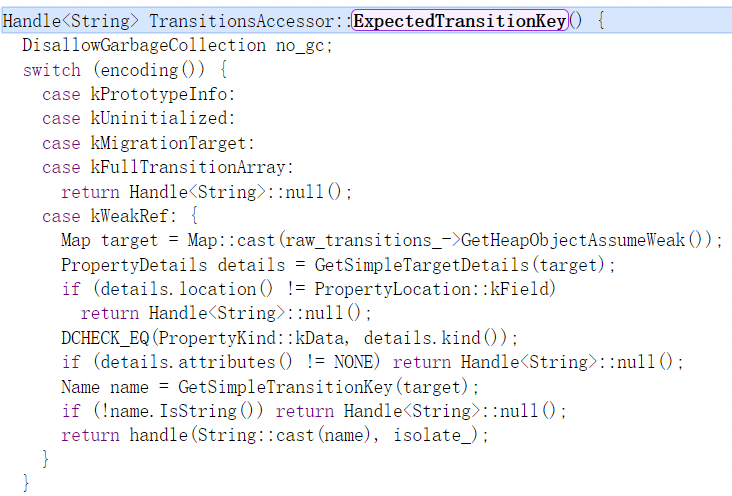 Handle<String> TransitionsAccessor::ExpectedTransitionKey() {
  DisallowGarbageCollection no_gc;
  switch (encoding()) {
    case kPrototypeInfo:
    case kUninitialized:
    case kMigrationTarget:
    case kFullTransitionArray:
      return Handle<String>::null();
    case kWeakRef: {
      Map target = Map::cast(raw_transitions_->GetHeapObjectAssumeWeak());
      PropertyDetails details = GetSimpleTargetDetails(target);
      if (details.location() != PropertyLocation::kField)
        return Handle<String>::null();
      DCHECK_EQ(PropertyKind::kData, details.kind());
      if (details.attributes() != NONE) return Handle<String>::null();
      Name name = GetSimpleTransitionKey(target);
      if (!name.IsString()) return Handle<String>::null();
      return handle(String::cast(name), isolate_);
    }
  }